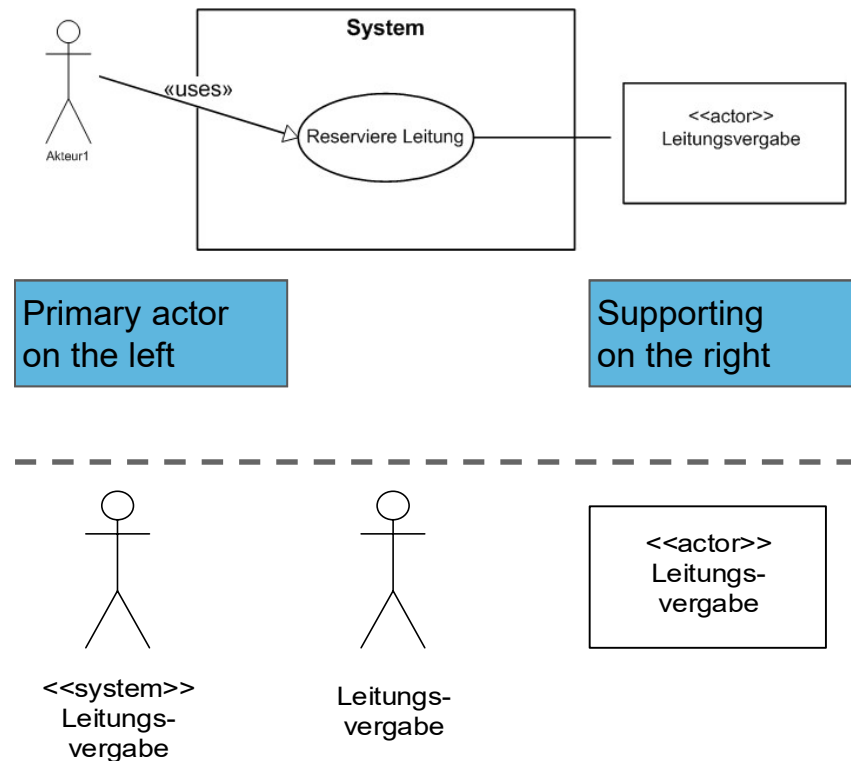 System
«uses»
Akteur1
Reserviere Leitung
<<actor>>
Leitungsvergabe
Primary actor
on the left
Supporting
on the right
<<system>>
Leitungs-
vergabe
Leitungs-
vergabe
<<actor>>
Leitungs-
vergabe